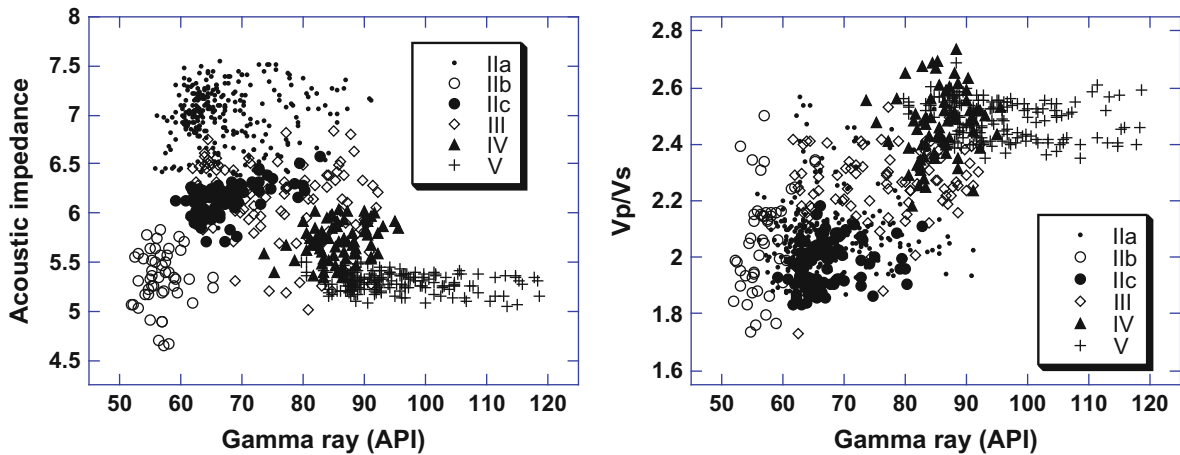 8
7.5
7
6.5
6
5.5
5
4.5
Acoustic impedance
50 60 70 80 90 100 110 120
Gamma ray (API)
IIa
IIb
IIc
III
IV
V
2.8
2.6
2.4
2.2
2
1.8
1.6
Vp/Vs
50 60 70 80 90 100 110 120
Gamma ray (API)
IIa
IIb
IIc
III
IV
V